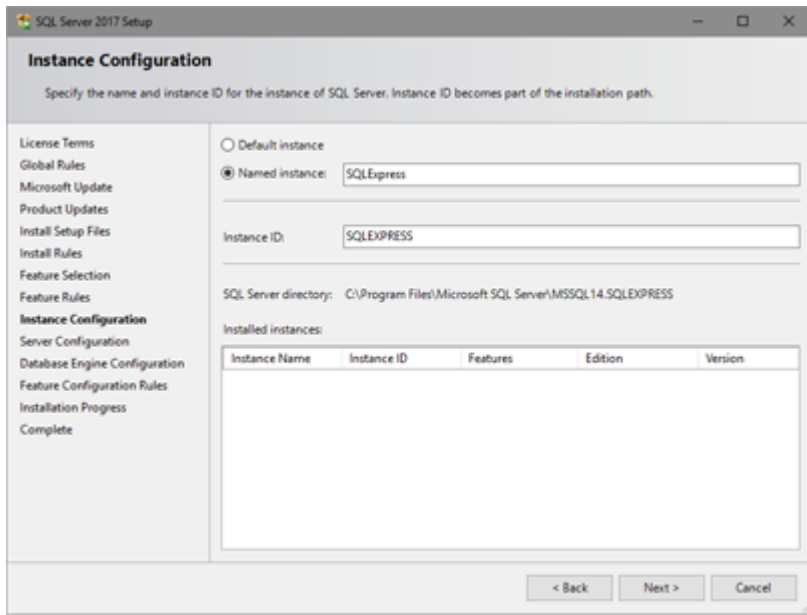 SQL Server 2017 Setup
Instance Configuration
Specify the name and instance ID for the instance of SQL Server. Instance ID becomes part of the installation path.
License Terms
Global Rules
Microsoft Update
Product Updates
Install Setup Files
Install Rules
Feature Selection
Feature Rules
Instance Configuration
Server Configuration
Database Engine Configuration
Feature Configuration Rules
Installation Progress
Complete
Default instance
Named instance: SQLExpress
Instance ID: SQLEXPRESS
SQL Server directory: C:\Program Files\Microsoft SQL Server\MSSQL14.SQLEXPRESS
Installed instances:
Instance Name Instance ID Features Edition Version
< Back Next > Cancel